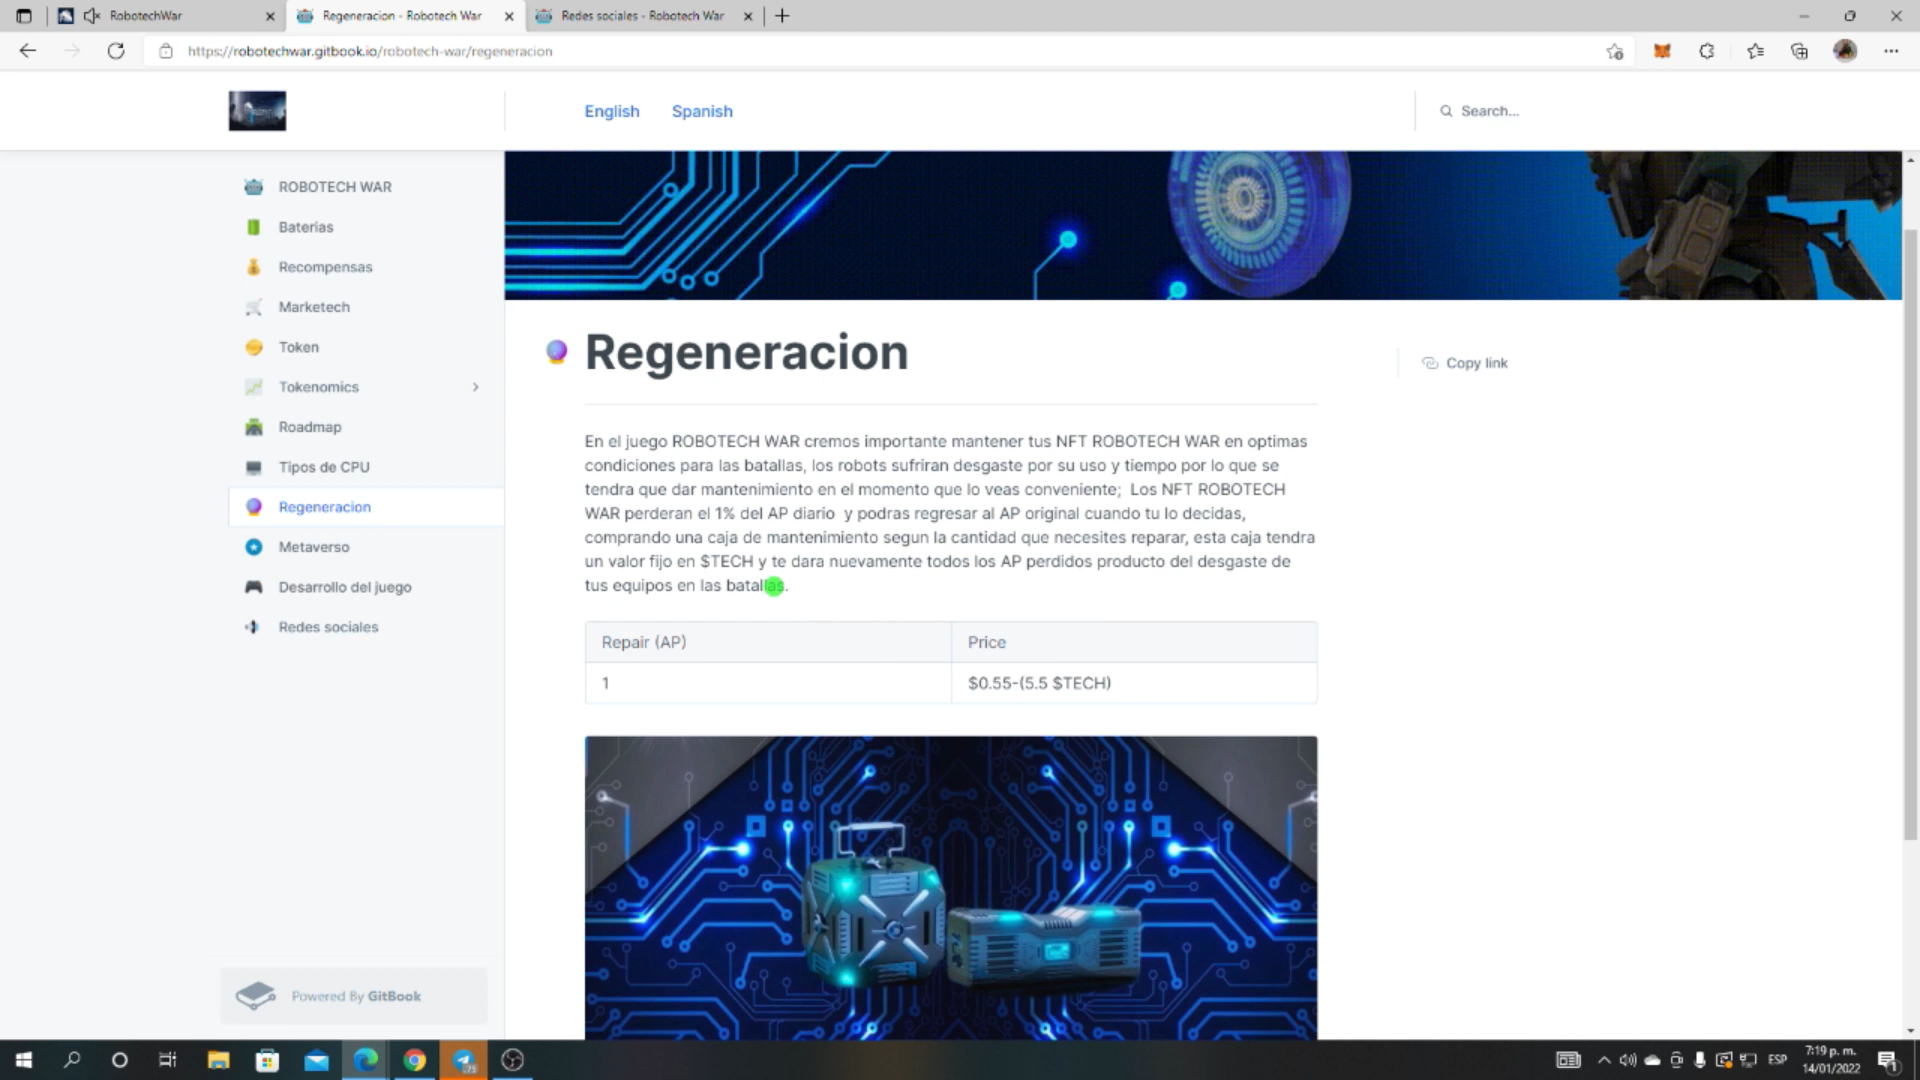 RobotechWar
Regeneracion - Robotech War
Redes sociales - Robotech War
https://robotechwar.gitbook.io/robotech-war/regeneracion
English
Spanish
Search...
ROBOTECH WAR
Baterias
Recompensas
Marketech
Token
Tokenomics
Roadmap
Tipos de CPU
Regeneracion
Metaverso
Desarrollo del juego
Redes sociales
Powered By GitBook
Regeneracion
Copy link
En el juego ROBOTECH WAR cremos importante mantener tus NFT ROBOTECH WAR en optimas
condiciones para las batallas, los robots sufriran desgaste por su uso y tiempo por lo que se
tendra que dar mantenimiento en el momento que lo veas conveniente; Los NFT ROBOTECH
WAR perderan el 1% del AP diario y podras regresar al AP original cuando tu lo decidas,
comprando una caja de mantenimiento segun la cantidad que necesites reparar, esta caja tendra
un valor fijo en $TECH y te dara nuevamente todos los AP perdidos producto del desgaste de
tus equipos en las batallas.
Repair (AP) Price
1 $0.55-(5.5 $TECH)
75
ESP
7:19 p. m.
14/01/2022
1